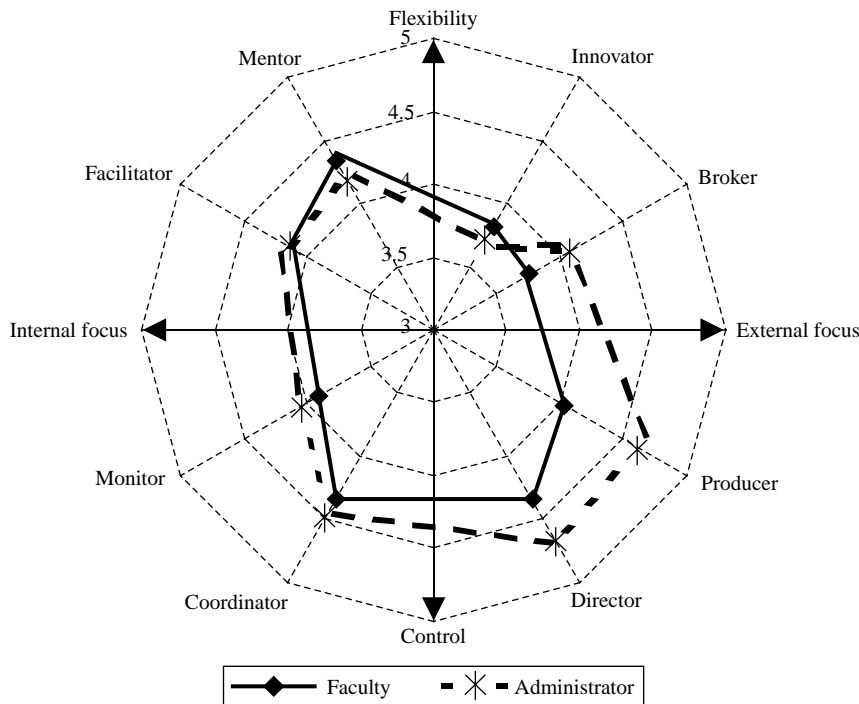 Flexibility
5
Mentor
Innovator
4.5
Facilitator
4
Broker
3.5
Internal focus
3
External focus
Monitor
Producer
Coordinator
Director
Control
Faculty
Administrator